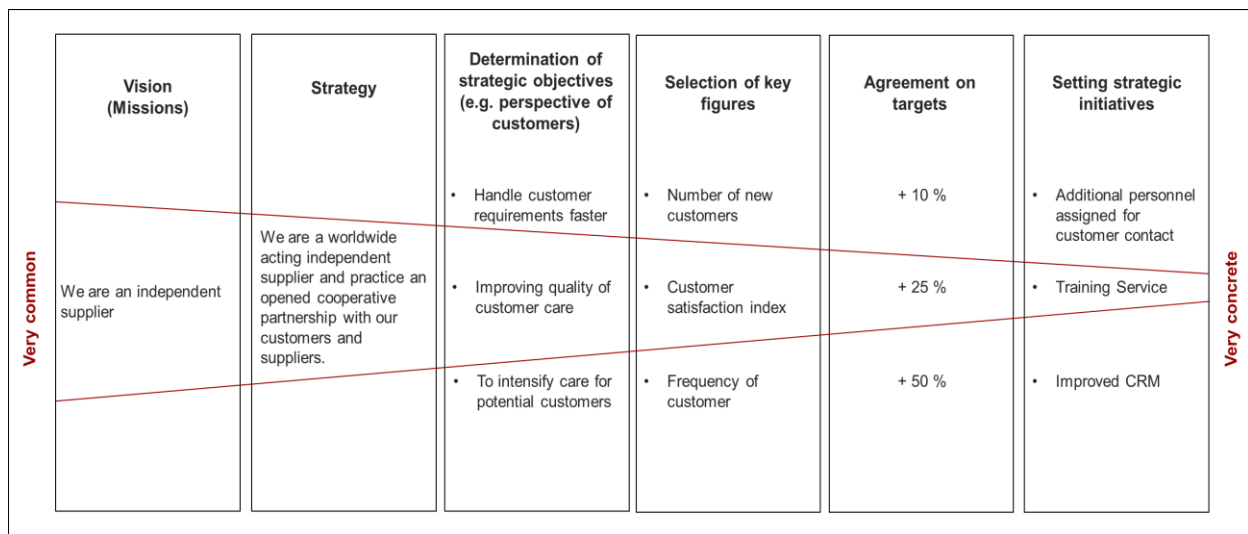 Very common
Vision
(Missions)
We are an independent
supplier
Strategy
We are a worldwide
acting independent
supplier and practice an
opened cooperative
partnership with our
customers and
suppliers.
Determination of
strategic objectives
(e.g. perspective of
customers)
• Handle customer
requirements faster
• Improving quality of
customer care
• To intensify care for
potential customers
Selection of key
figures
• Number of new
customers
• Customer
satisfaction index
• Frequency of
customer
Agreement on
targets
+ 10 %
+ 25 %
+ 50 %
Setting strategic
initiatives
• Additional personnel
assigned for
customer contact
• Training Service
• Improved CRM
Very concrete